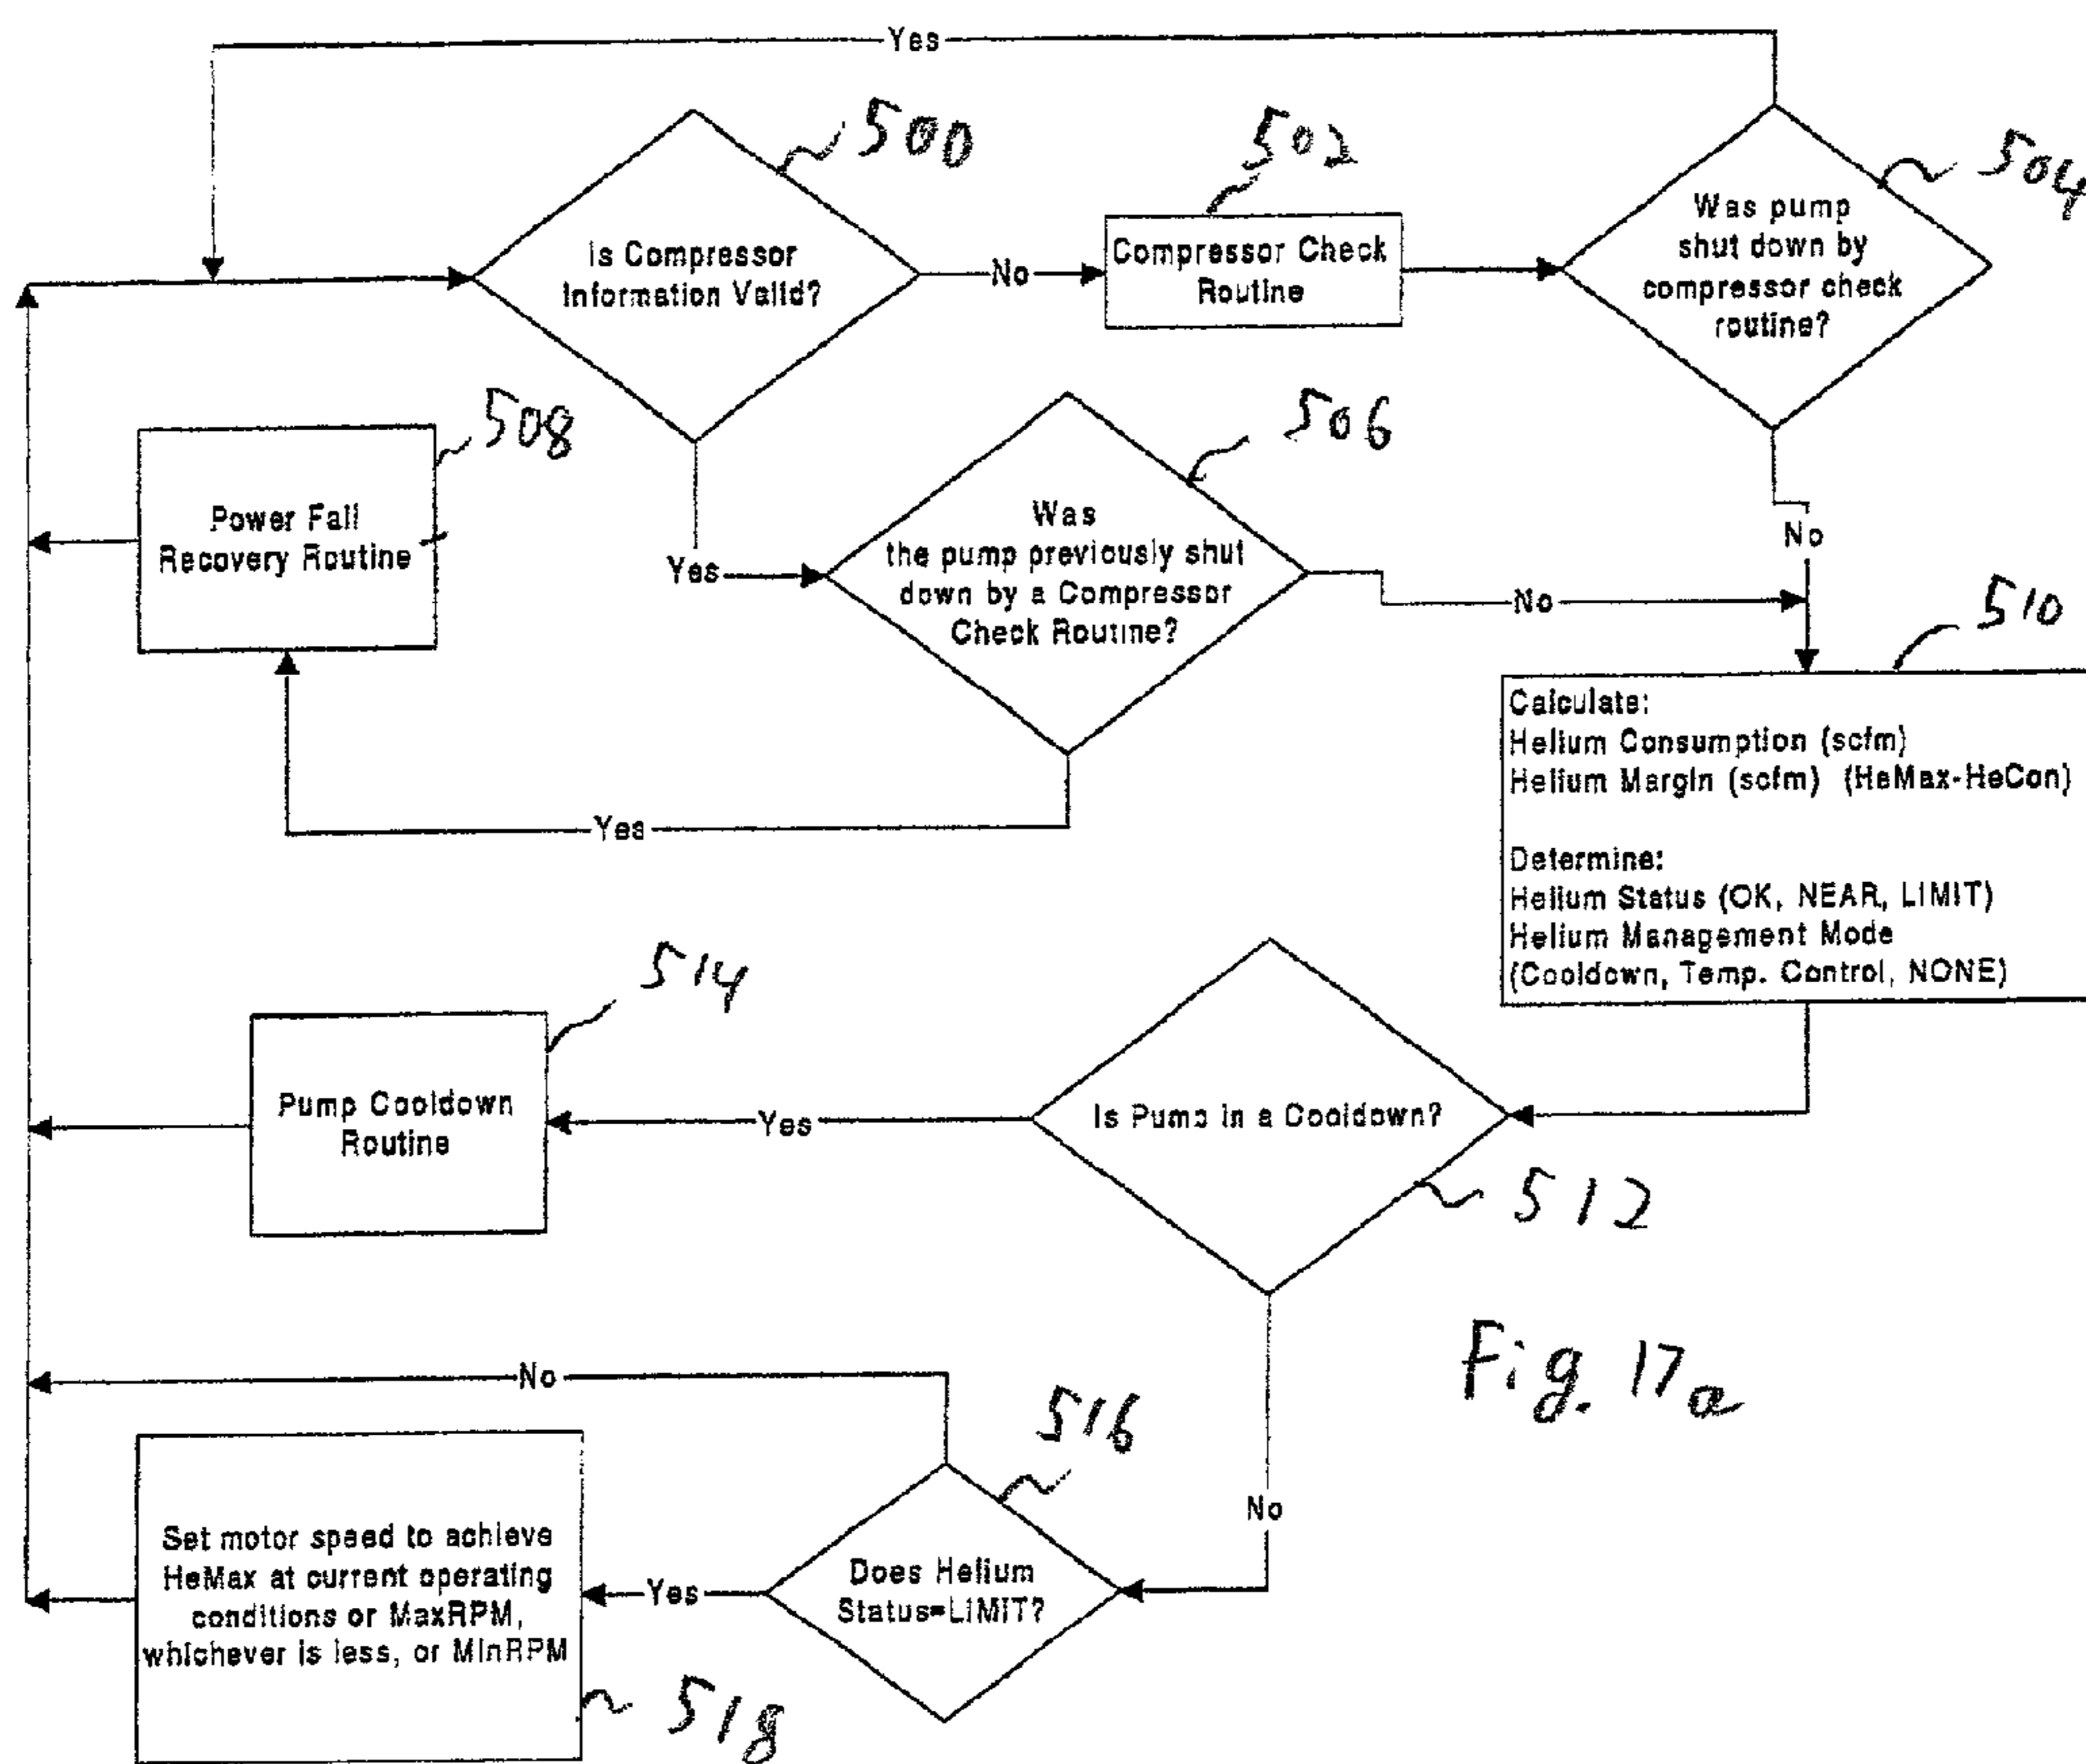 Yes
500
502
504
Is Compressor
Information Valid?
No
Compressor Check
Routine
Was pump
shut down by
compressor check
routine?
508
506
Power Fail
Recovery Routine
Yes
Was
the pump previously shut
down by a Compressor
Check Routine?
No
No
510
Yes
Calculate:
Helium Consumption (scfm)
Helium Margin (scfm) (HeMax-HeCon)
Determine:
Helium Status (OK, NEAR, LIMIT)
Helium Management Mode
(Cooldown, Temp. Control, NONE)
514
Pump Cooldown
Routine
Yes
Is Pump in a Cooldown?
512
Fig. 17a
No
516
No
Set motor speed to achieve
HeMax at current operating
conditions or MaxRPM,
whichever is less, or MinRPM
Yes
Does Helium
Status=LIMIT?
518